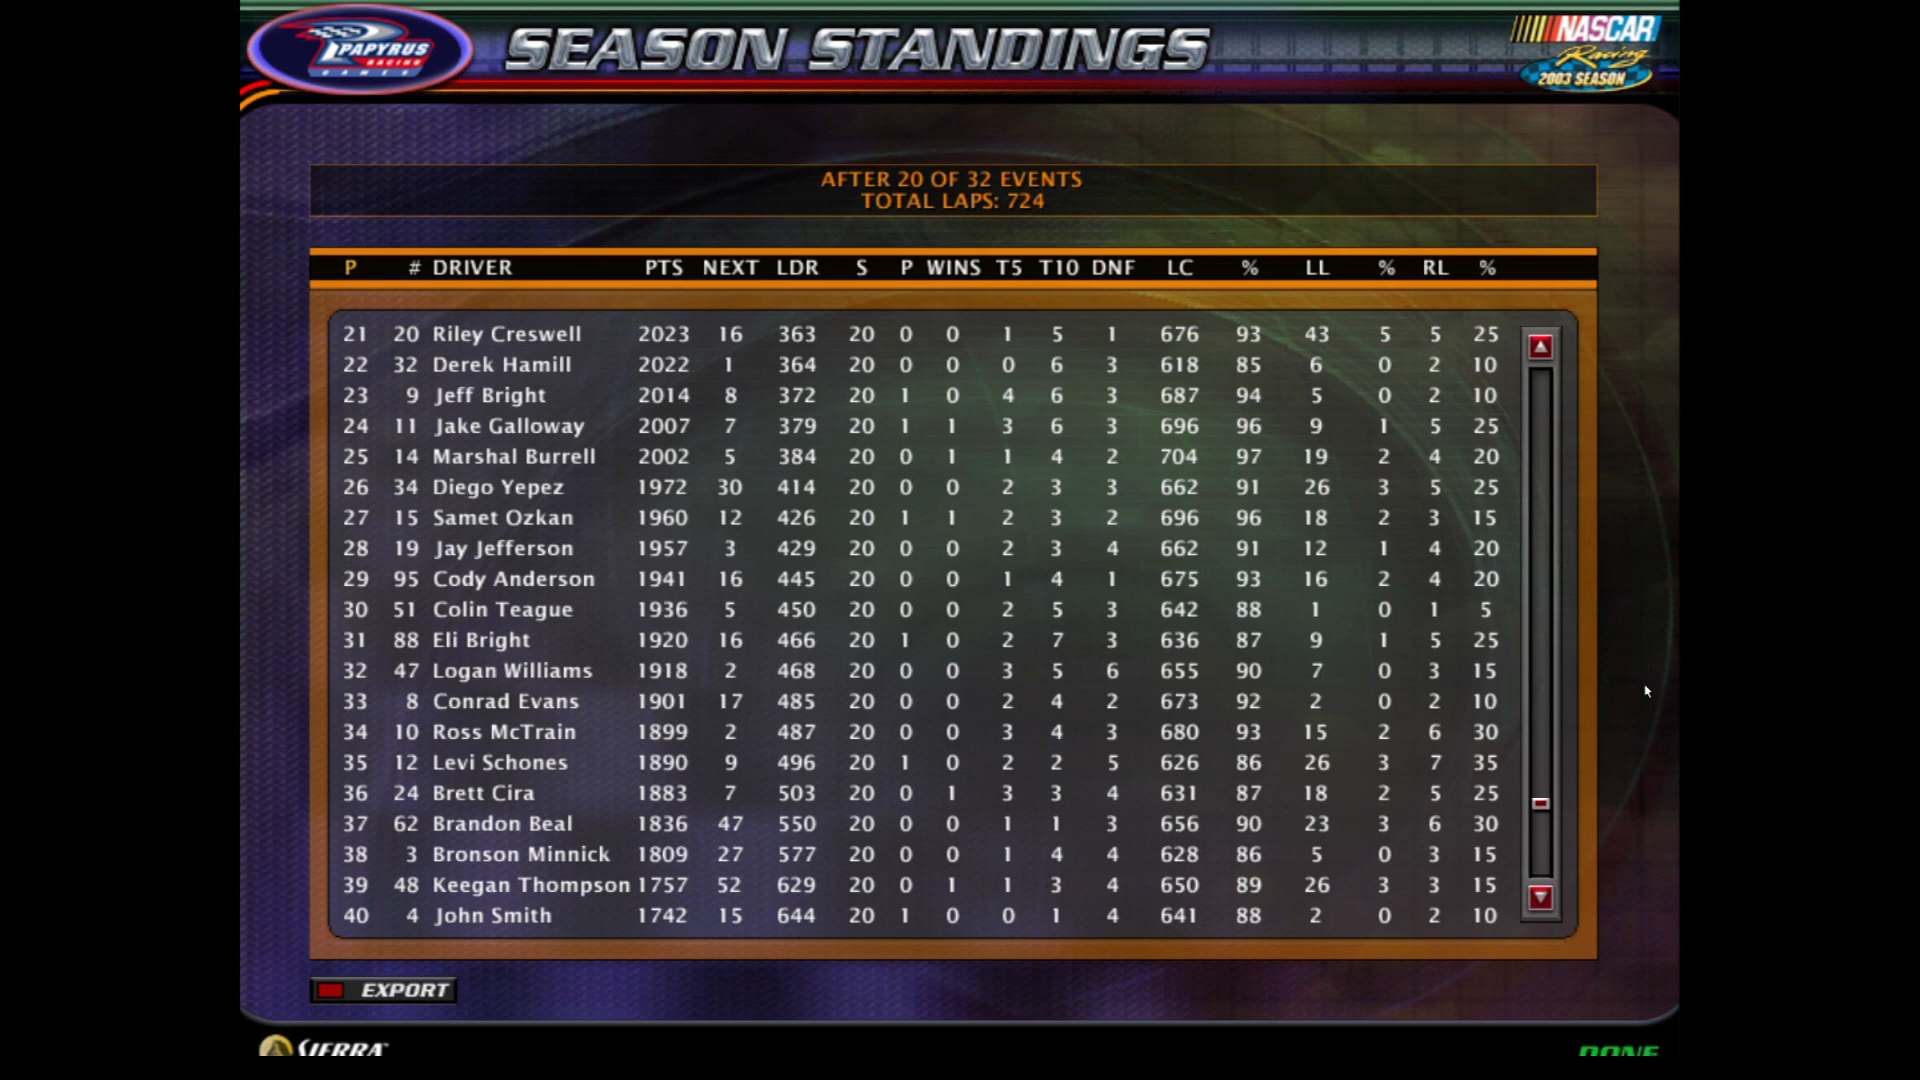 PAPYRUS
RACING
GAMES
SEASON STANDINGS
NASCAR
Racing
2003 SEASON
AFTER 20 OF 32 EVENTS
TOTAL LAPS: 724
P # DRIVER PTS NEXT LDR S P WINS T5 T10 DNF LC % LL % RL %
21 20 Riley Creswell 2023 16 363 20 0 0 1 5 1 676 93 43 5 5 25
22 32 Derek Hamill 2022 1 364 20 0 0 0 6 3 618 85 6 0 2 10
23 9 Jeff Bright 2014 8 372 20 1 0 4 6 3 687 94 5 0 2 10
24 11 Jake Galloway 2007 7 379 20 1 1 3 6 3 696 96 9 1 5 25
25 14 Marshal Burrell 2002 5 384 20 0 1 1 4 2 704 97 19 2 4 20
26 34 Diego Yepez 1972 30 414 20 0 0 2 3 3 662 91 26 3 5 25
27 15 Samet Ozkan 1960 12 426 20 1 1 2 3 2 696 96 18 2 3 15
28 19 Jay Jefferson 1957 3 429 20 0 0 2 3 4 662 91 12 1 4 20
29 95 Cody Anderson 1941 16 445 20 0 0 1 4 1 675 93 16 2 4 20
30 51 Colin Teague 1936 5 450 20 0 0 2 5 3 642 88 1 0 1 5
31 88 Eli Bright 1920 16 466 20 1 0 2 7 3 636 87 9 1 5 25
32 47 Logan Williams 1918 2 468 20 0 0 3 5 6 655 90 7 0 3 15
33 8 Conrad Evans 1901 17 485 20 0 0 2 4 2 673 92 2 0 2 10
34 10 Ross McTrain 1899 2 487 20 0 0 3 4 3 680 93 15 2 6 30
35 12 Levi Schones 1890 9 496 20 1 0 2 2 5 626 86 26 3 7 35
36 24 Brett Cira 1883 7 503 20 0 1 3 3 4 631 87 18 2 5 25
37 62 Brandon Beal 1836 47 550 20 0 0 1 1 3 656 90 23 3 6 30
38 3 Bronson Minnick 1809 27 577 20 0 0 1 4 4 628 86 5 0 3 15
39 48 Keegan Thompson 1757 52 629 20 0 1 1 3 4 650 89 26 3 3 15
40 4 John Smith 1742 15 644 20 1 0 0 1 4 641 88 2 0 2 10
EXPORT
SIERRA
DONE